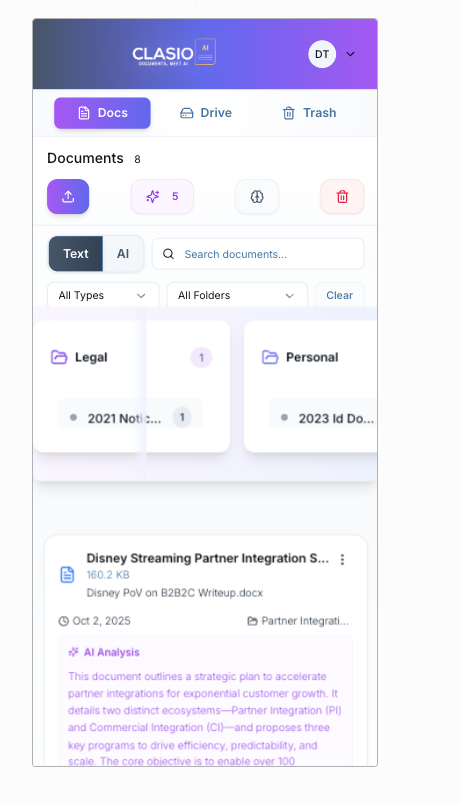 CLASIO AI
DOCUMENTS, MEET AI
DT
Docs Drive Trash
Documents 8
5
Text AI Search documents...
All Types All Folders Clear
Legal 1
2021 Notic... 1
Personal
2023 Id Do...
Disney Streaming Partner Integration S...
160.2 KB
Disney PoV on B2B2C Writeup.docx
Oct 2, 2025 Partner Integrati...
AI Analysis
This document outlines a strategic plan to accelerate
partner integrations for exponential customer growth. It
details two distinct ecosystems—Partner Integration (PI)
and Commercial Integration (CI)—and proposes three
key programs to drive efficiency, predictability, and
scale. The core objective is to enable over 100